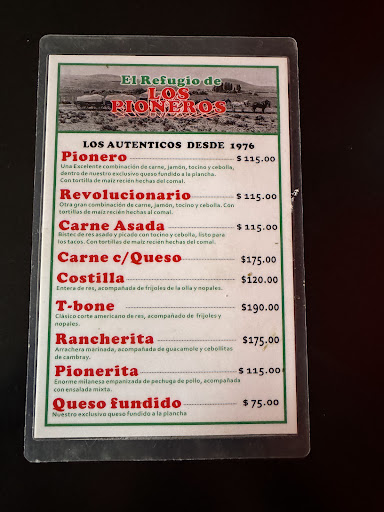 El Refugio de
LOS
PIONEROS
LOS AUTENTICOS DESDE 1976
Pionero $ 115.00
Una Excelente combinación de carne, jamón, tocino y cebolla,
dentro de nuestro exclusivo queso fundido a la plancha.
Con tortilla de maíz recién hechas del comal.
Revolucionario $ 115.00
Otra gran combinación de carne, jamón, tocino y cebolla. Con
tortillas de maíz recién hechas al comal.
Carne Asada $ 115.00
Bistec de res asado y picado con tocino y cebolla, listo para
los tacos. Con tortillas de maíz recién hechas del comal.
Carne c/Queso $175.00
Costilla $120.00
Entera de res, acompañada de frijoles de la olla y nopales.
T-bone $190.00
Clásico corte americano de res, acompañado de frijoles y
nopales.
Rancherita $175.00
Arrachera marinada, acompañada de guacamole y cebollitas
de cambray.
Pionerita $ 115.00
Enorme milanesa empanizada de pechuga de pollo, acompañada
con ensalada mixta.
Queso fundido $ 75.00
Nuestro exclusivo queso fundido a la plancha